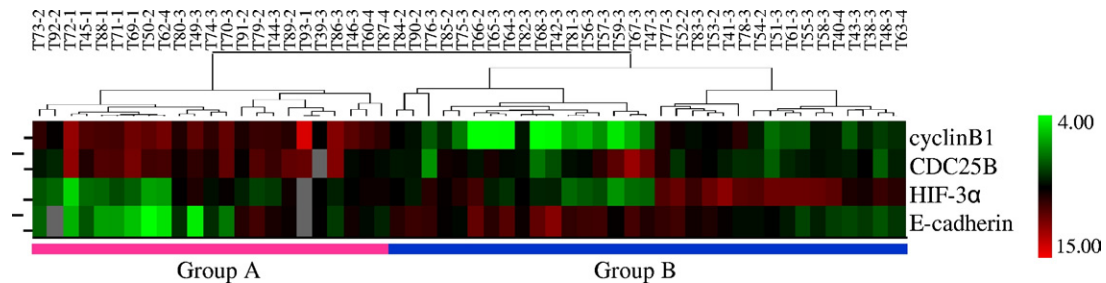 T73-2
T92-2
T72-1
T45-1
T88-1
T71-1
T69-1
T50-2
T62-4
T80-3
T49-3
T74-3
T70-3
T91-2
T79-2
T44-3
T89-2
T93-1
T39-3
T86-3
T46-3
T60-4
T87-4
T84-2
T90-2
T76-3
T85-2
T75-3
T66-2
T65-3
T64-3
T82-3
T68-3
T42-3
T81-3
T56-3
T57-3
T59-3
T67-3
T47-3
T77-3
T52-2
T83-2
T53-2
T41-3
T78-3
T54-2
T51-3
T61-3
T55-3
T58-3
T40-4
T43-3
T38-3
T48-3
T63-4
cyclinB1
CDC25B
HIF-3α
E-cadherin
4.00
15.00
Group A
Group B